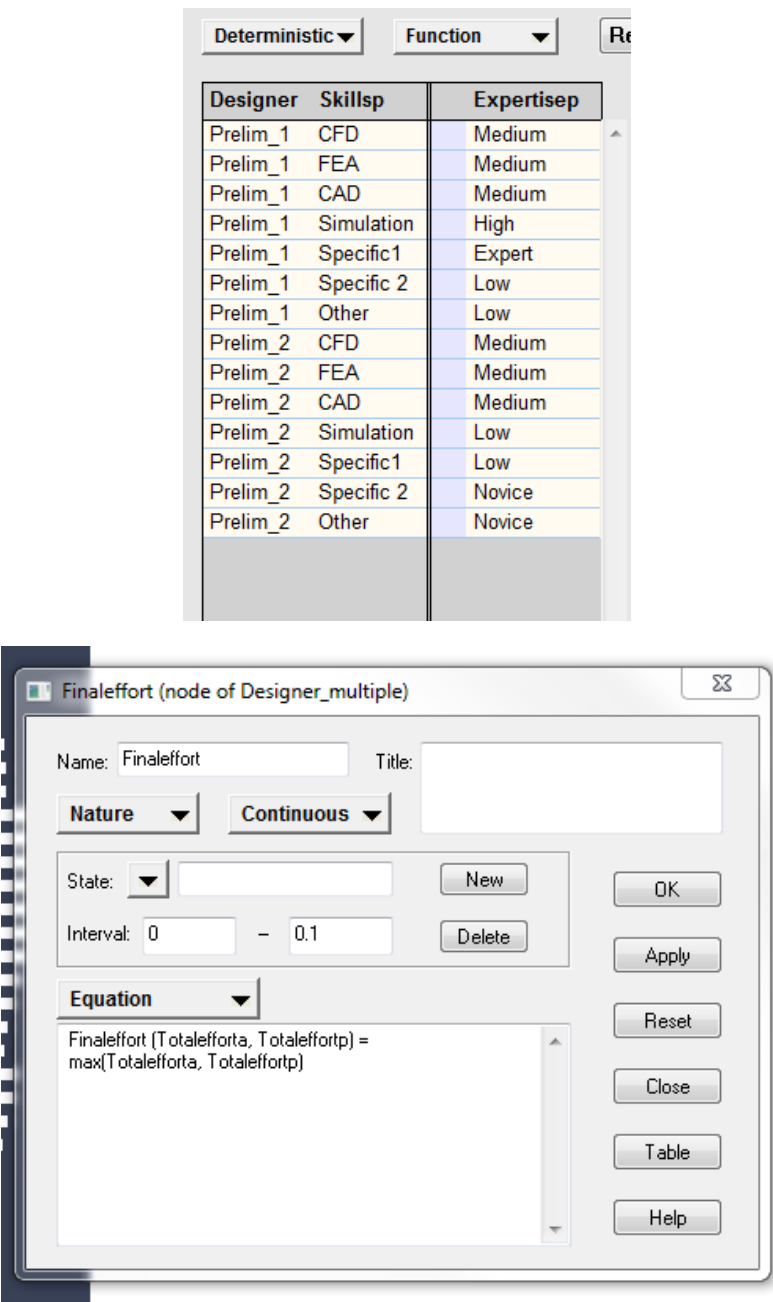 Deterministic Function Re
Designer Skillsp Expertisep
Prelim_1 CFD Medium
Prelim_1 FEA Medium
Prelim_1 CAD Medium
Prelim_1 Simulation High
Prelim_1 Specific1 Expert
Prelim_1 Specific 2 Low
Prelim_1 Other Low
Prelim_2 CFD Medium
Prelim_2 FEA Medium
Prelim_2 CAD Medium
Prelim_2 Simulation Low
Prelim_2 Specific1 Low
Prelim_2 Specific 2 Novice
Prelim_2 Other Novice
Finaleffort (node of Designer_multiple)
Name: Finaleffort Title:
Nature Continuous
State: New OK
Interval: 0 – 0.1 Delete
Apply
Equation
Reset
Finaleffort (Totalefforta, Totaleffortp) =
max(Totalefforta, Totaleffortp)
Close
Table
Help